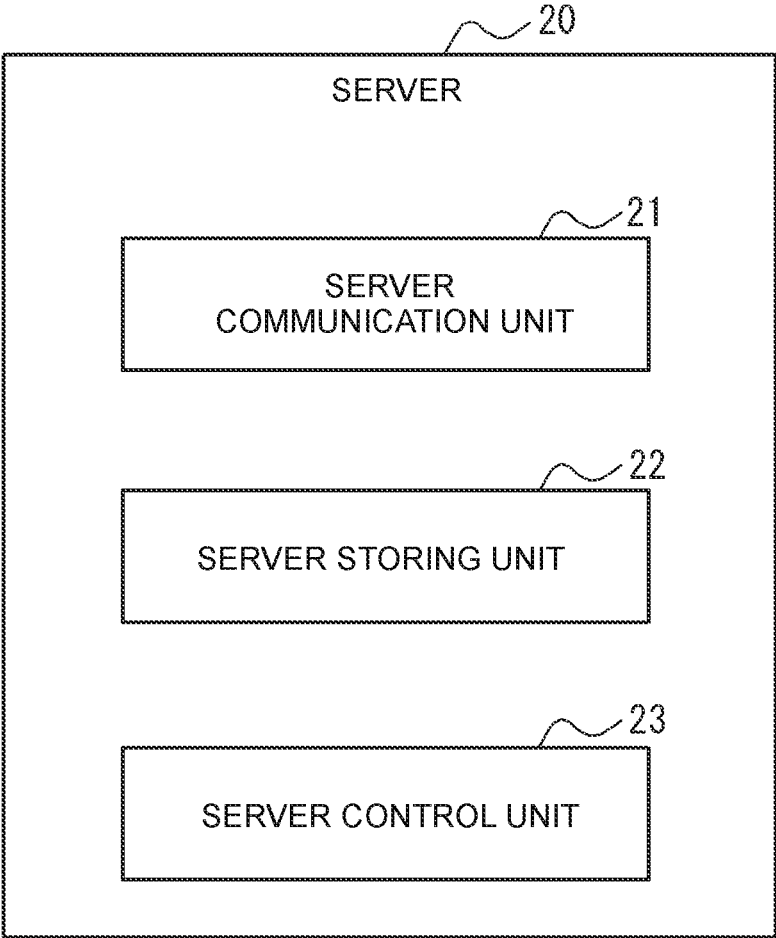 20
SERVER
21
SERVER
COMMUNICATION UNIT
22
SERVER STORING UNIT
23
SERVER CONTROL UNIT